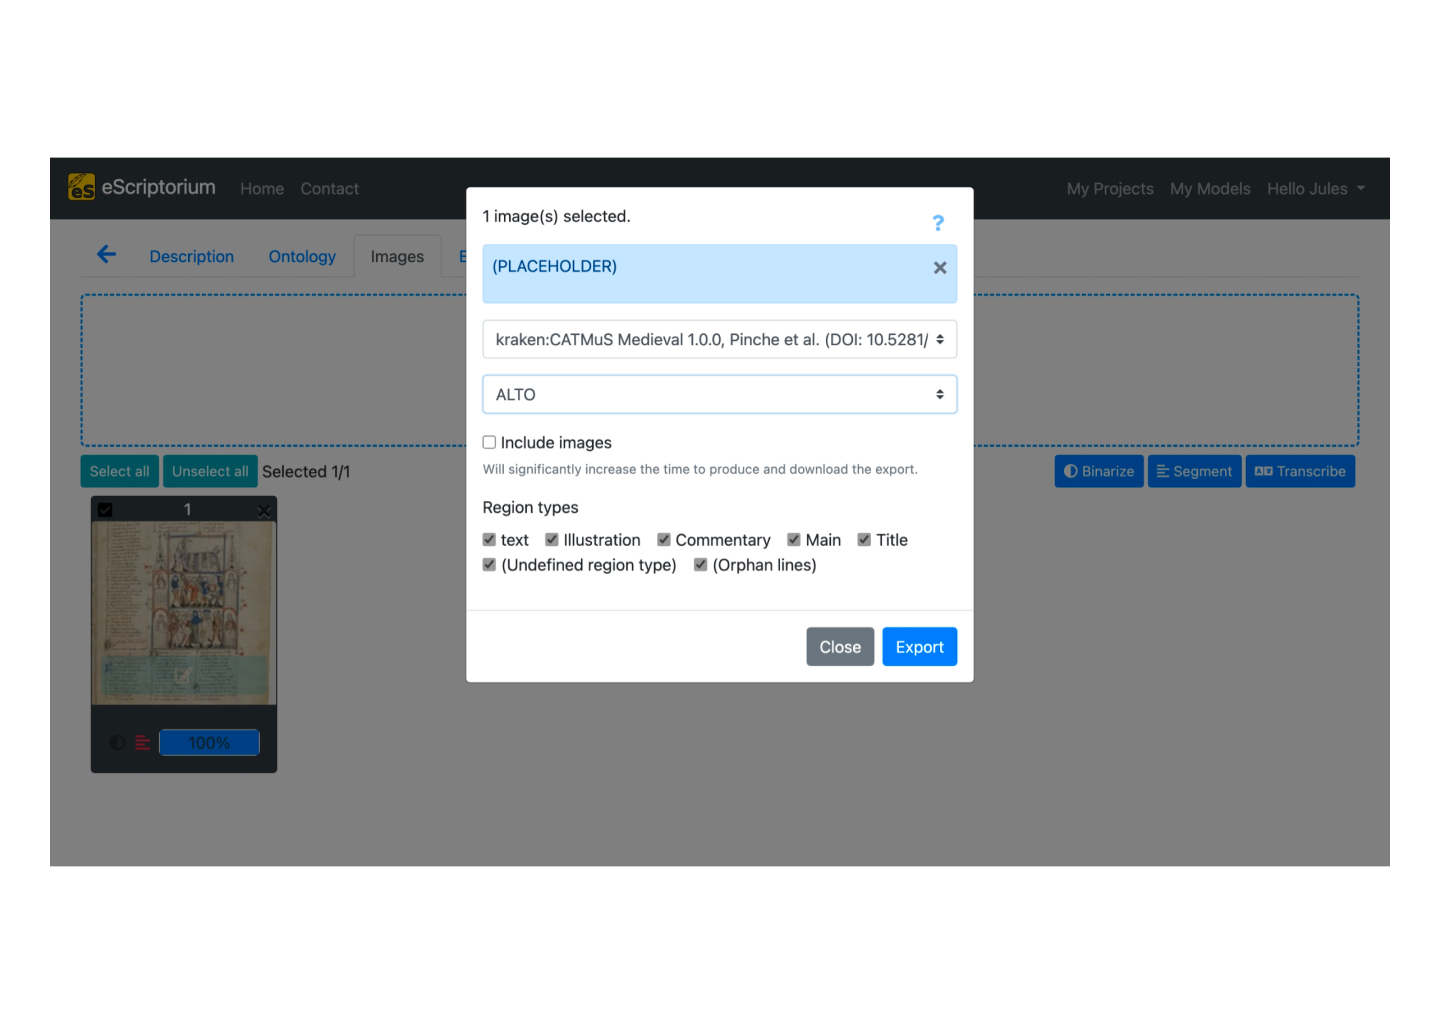 eS eScriptorium Home Contact My Projects My Models Hello Jules
1 image(s) selected.
?
Description Ontology Images
(PLACEHOLDER)
kraken:CATMuS Medieval 1.0.0, Pinche et al. (DOI: 10.5281/
ALTO
Include images
Will significantly increase the time to produce and download the export.
Select all Unselect all Selected 1/1 Binarize Segment Transcribe
Region types
text Illustration Commentary Main Title
(Undefined region type) (Orphan lines)
Close Export
1
100%